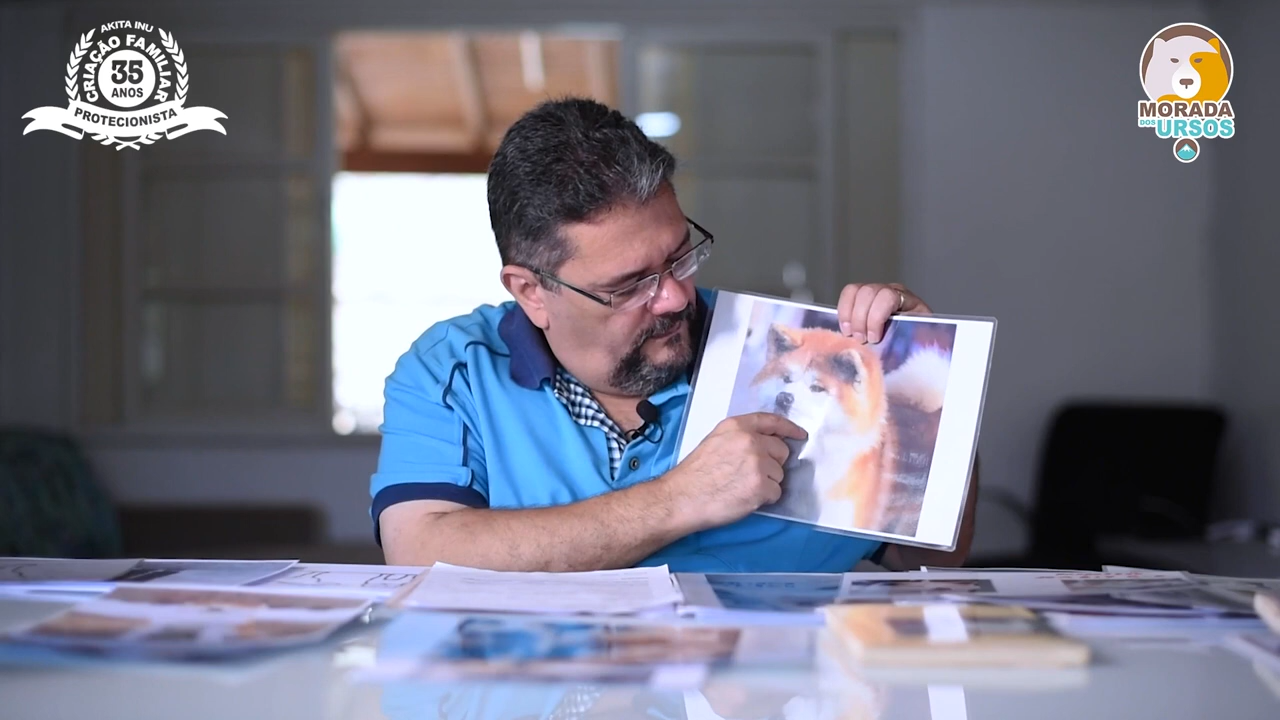 AKITA INU
CRIAÇÃO FAMILIAR
35
ANOS
PROTECIONISTA
MORADA
DOS
URSOS